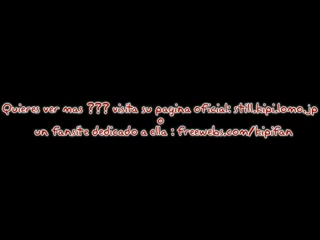 Quieres ver mas ??? visita su pagina oficial: still.hipi.lomo.jp
o
un fansite dedicado a ella : freewebs.com/hipifan